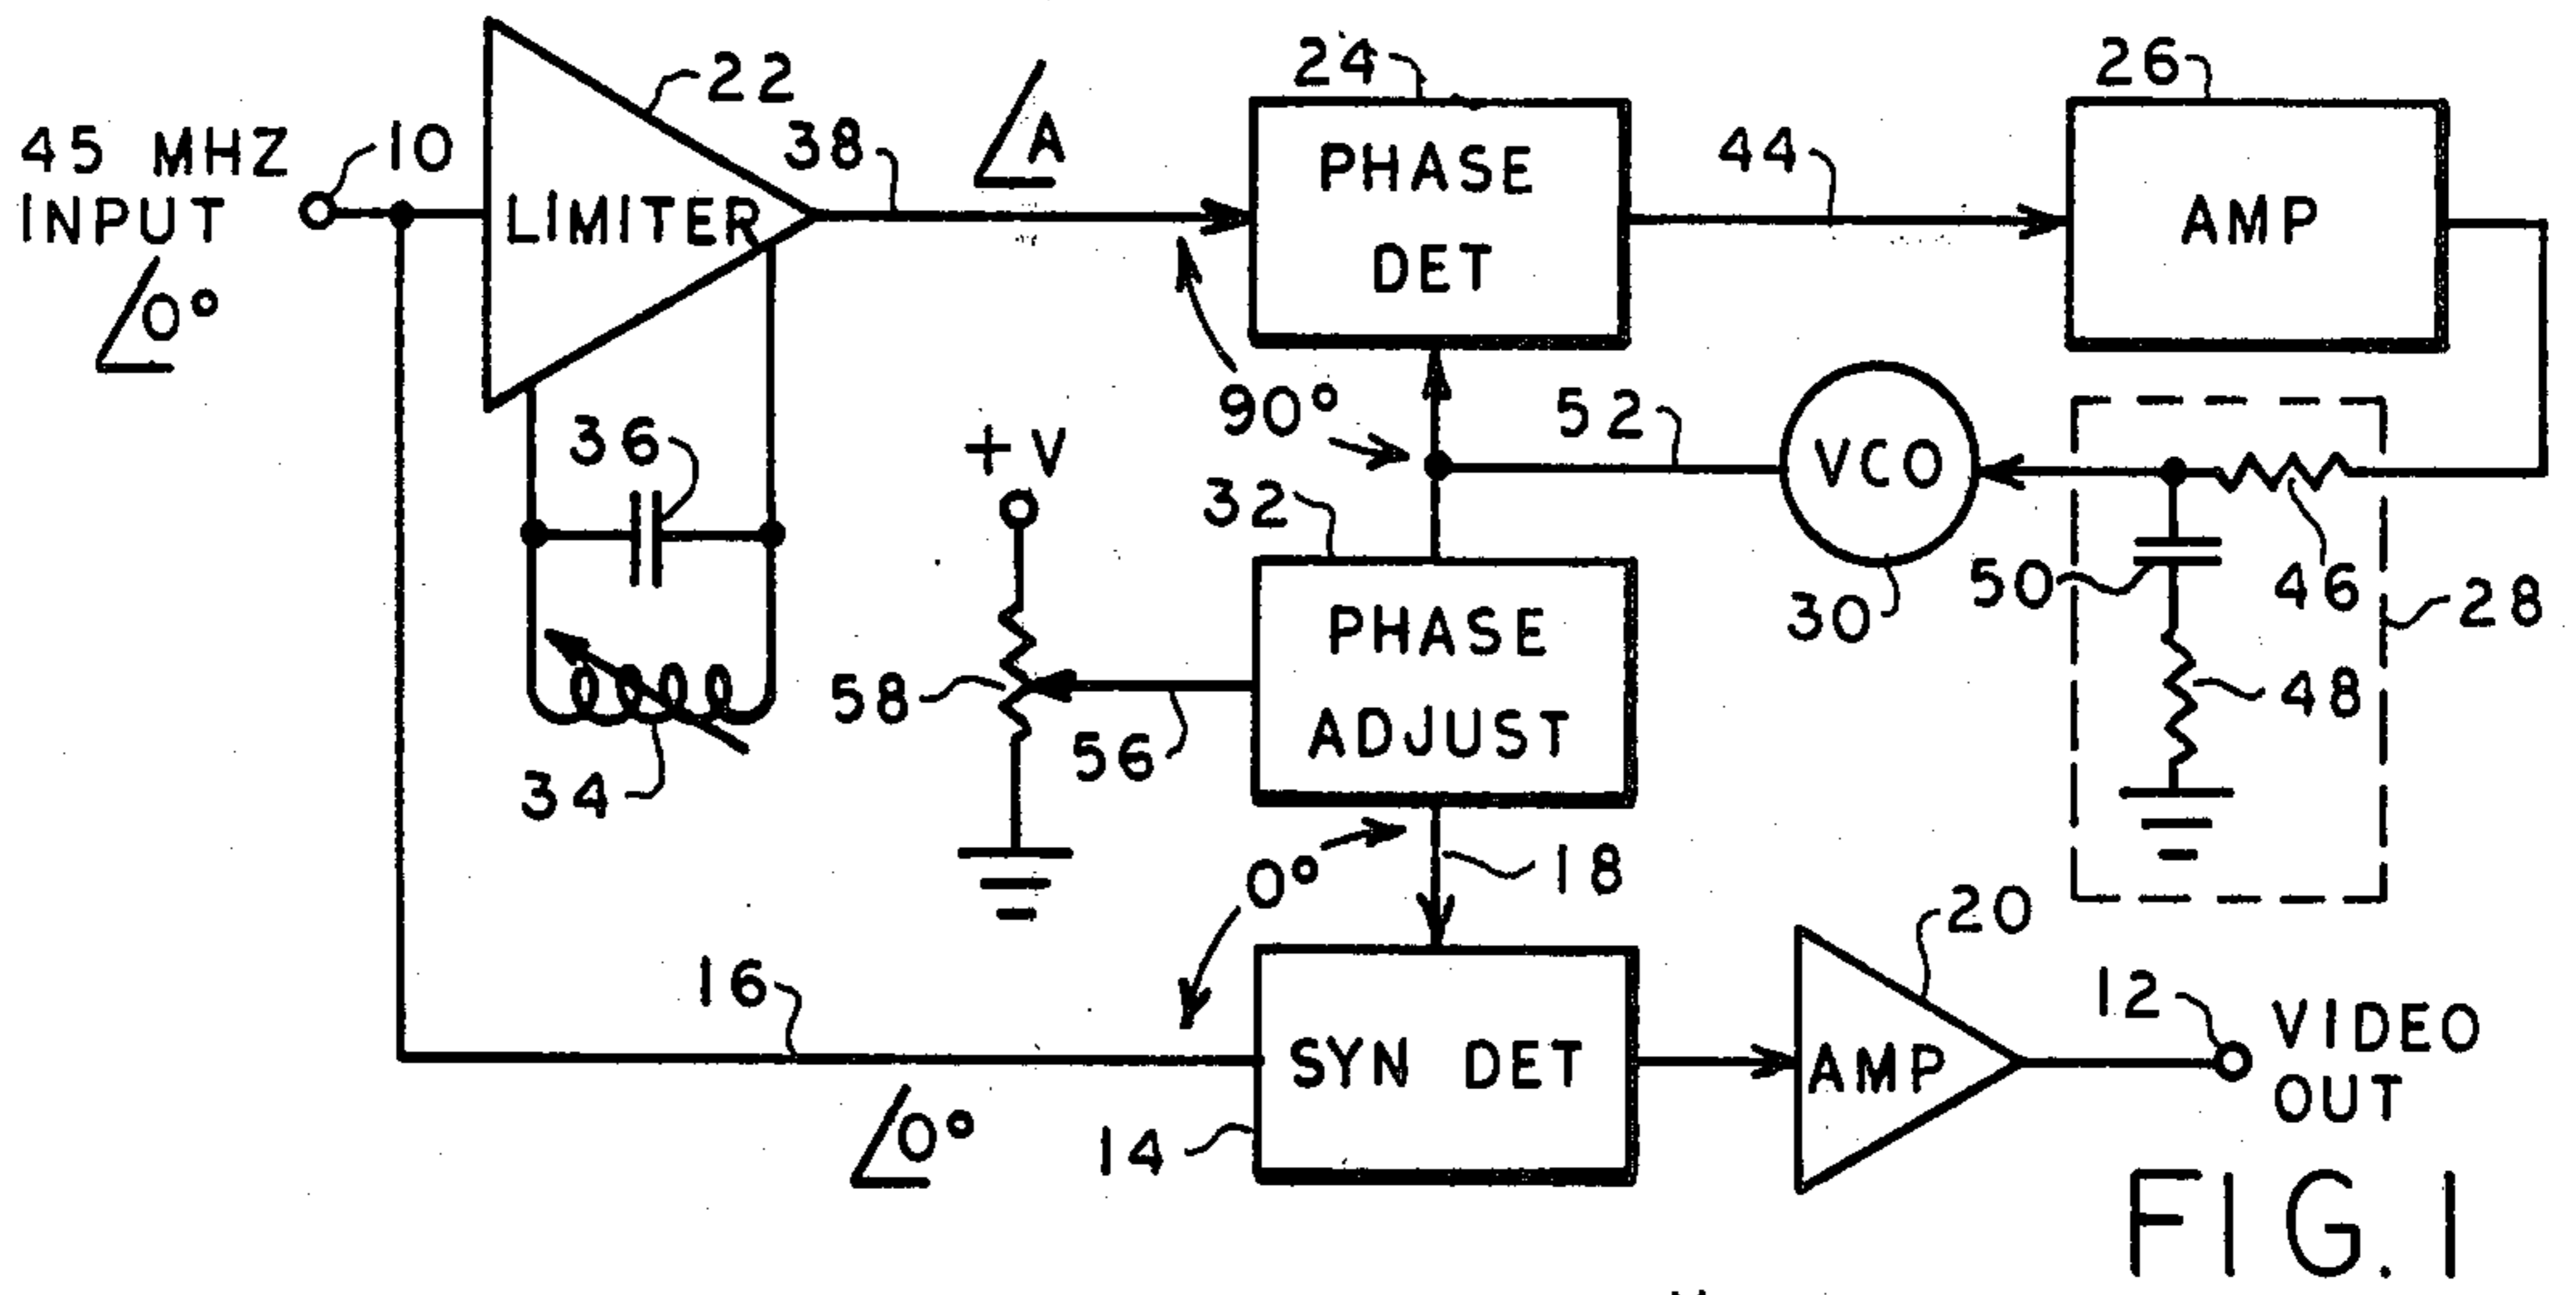 45 MHZ
INPUT
10
∠0°
22
LIMITER
38
∠A
24
PHASE
DET
44
26
AMP
90°
52
VCO
30
36
34
+V
58
56
32
PHASE
ADJUST
50
46
28
48
0°
18
16
∠0°
14
SYN DET
20
AMP
12
VIDEO
OUT
FIG. 1